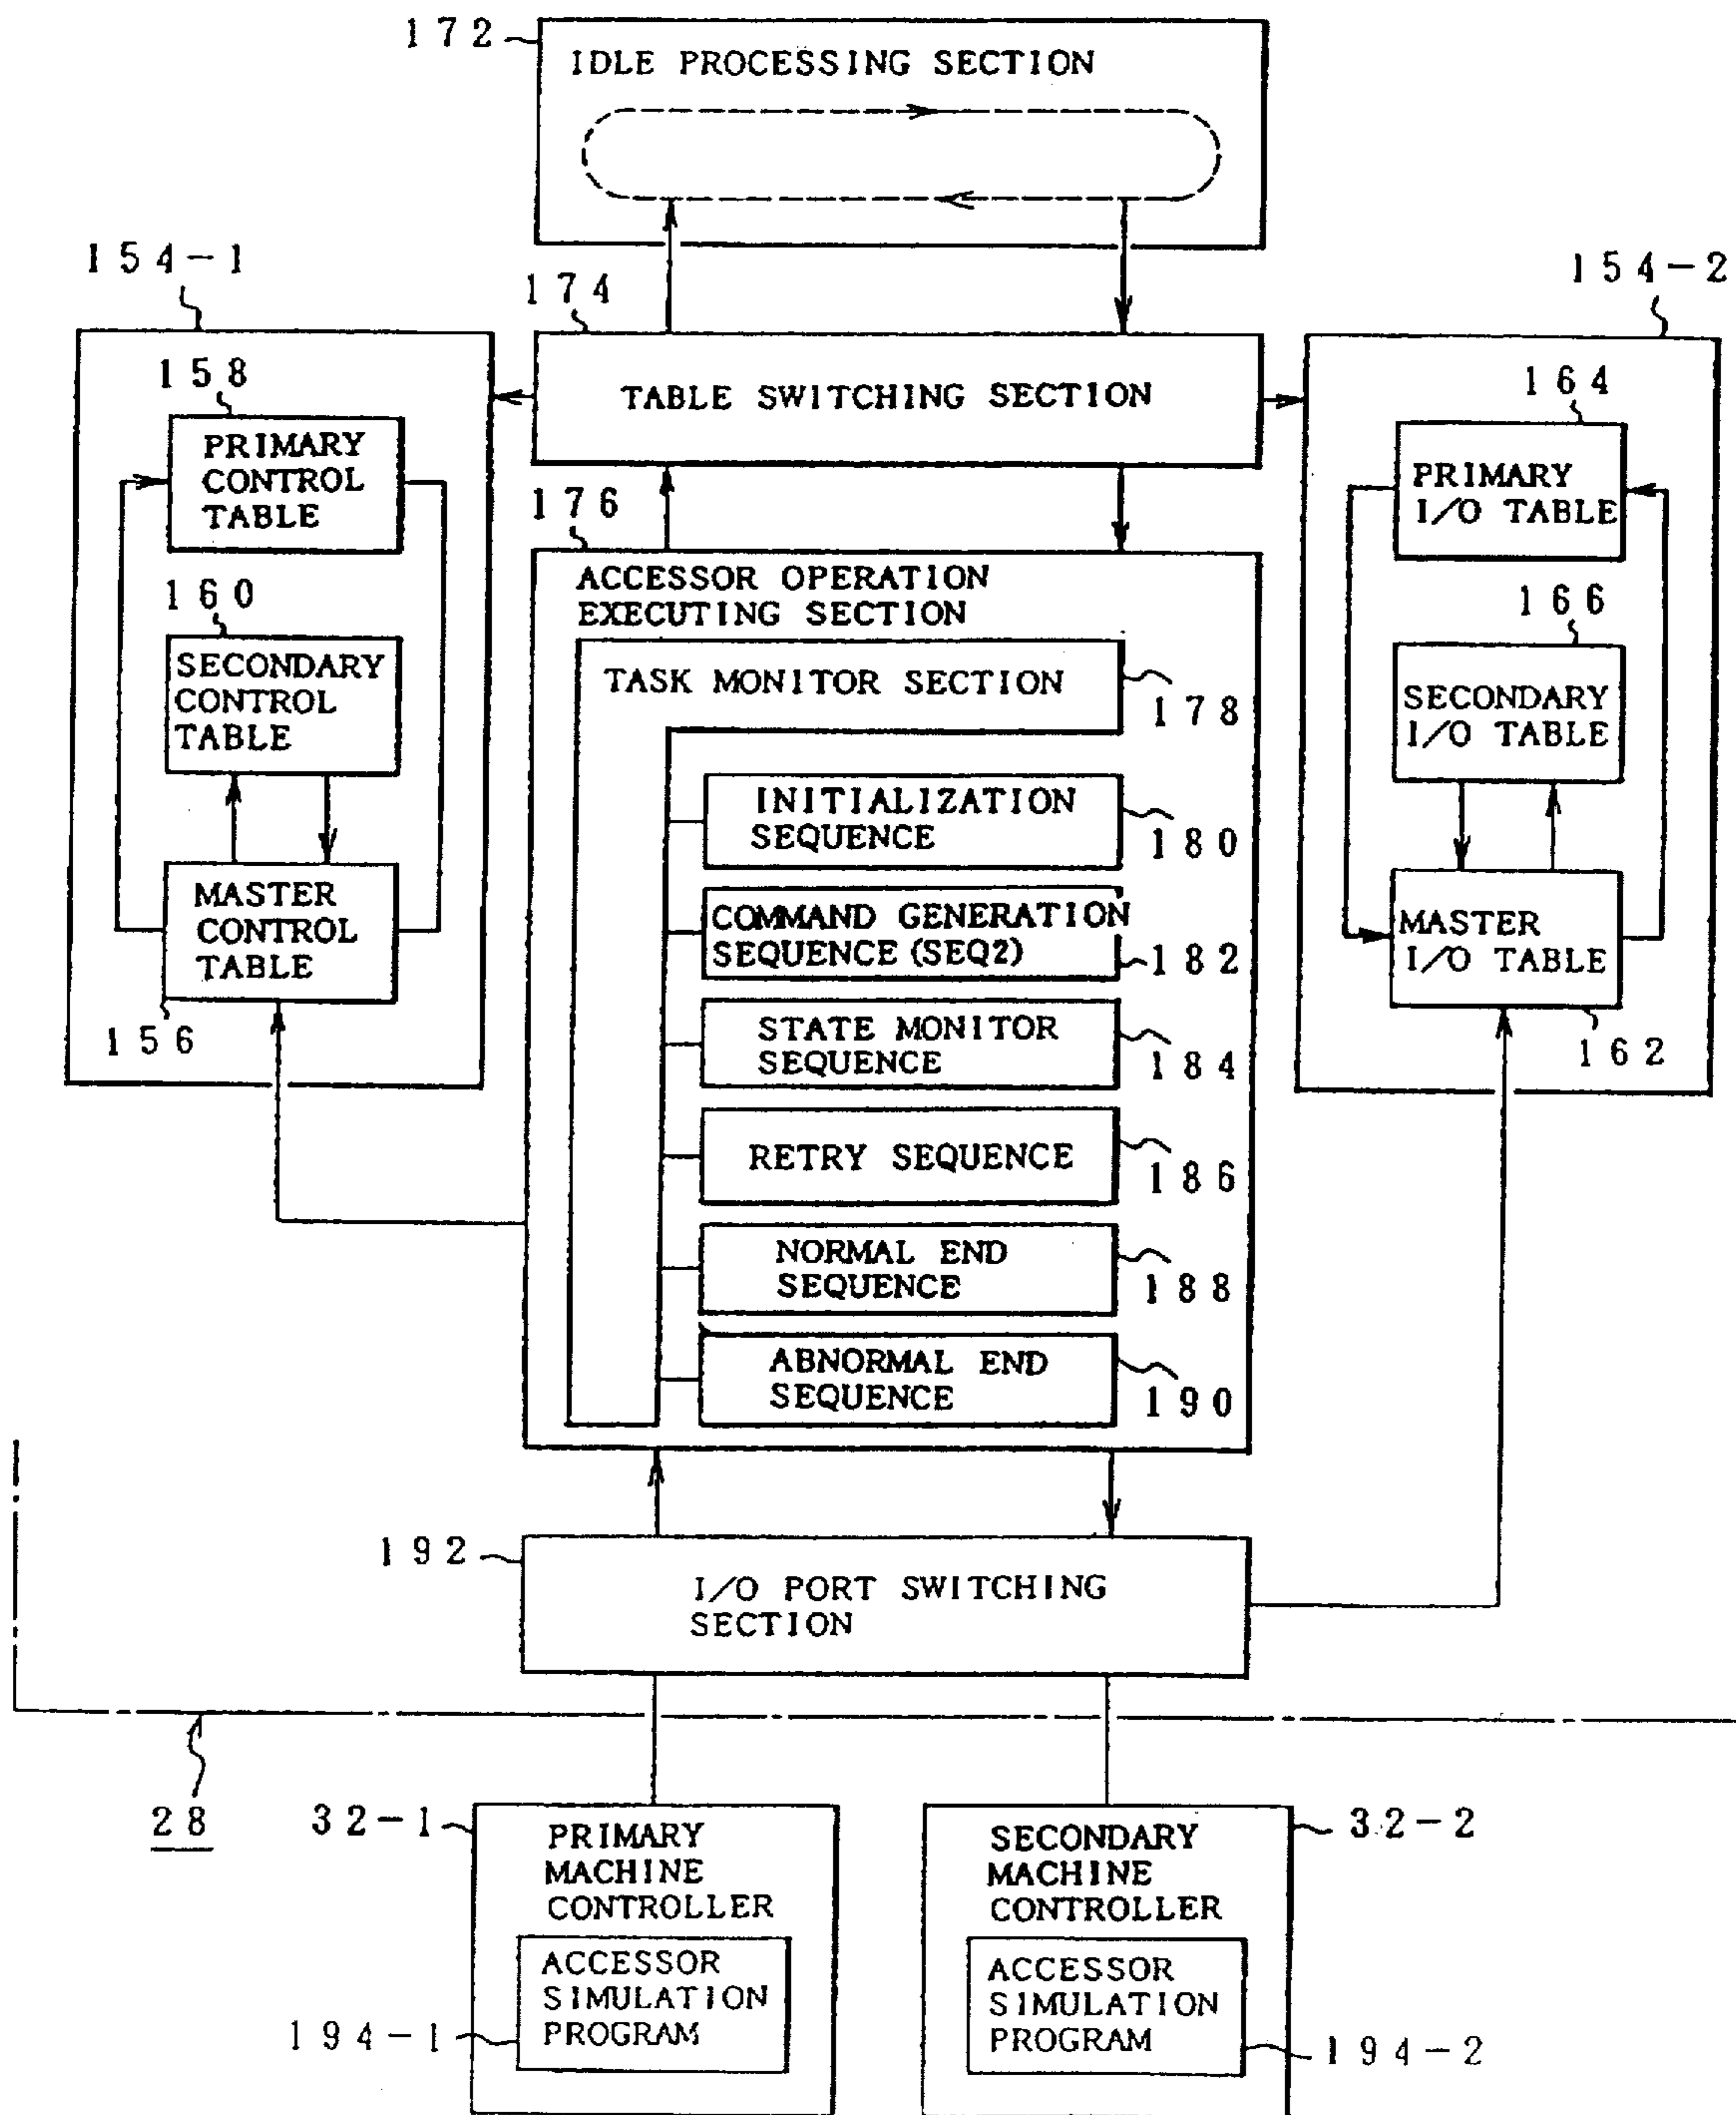 172
IDLE PROCESSING SECTION
154-1
174
154-2
TABLE SWITCHING SECTION
158
PRIMARY
CONTROL
TABLE
160
SECONDARY
CONTROL
TABLE
MASTER
CONTROL
TABLE
156
164
PRIMARY
I/O TABLE
166
SECONDARY
I/O TABLE
MASTER
I/O TABLE
162
176
ACCESSOR OPERATION
EXECUTING SECTION
TASK MONITOR SECTION
178
INITIALIZATION
SEQUENCE
180
COMMAND GENERATION
SEQUENCE (SEQ2)
182
STATE MONITOR
SEQUENCE
184
RETRY SEQUENCE
186
NORMAL END
SEQUENCE
188
ABNORMAL END
SEQUENCE
190
192
I/O PORT SWITCHING
SECTION
28
32-1
PRIMARY
MACHINE
CONTROLLER
ACCESSOR
SIMULATION
PROGRAM
194-1
32-2
SECONDARY
MACHINE
CONTROLLER
ACCESSOR
SIMULATION
PROGRAM
194-2